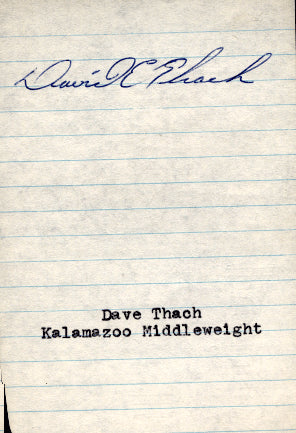 David E Thach
Dave Thach
Kalamazoo Middleweight